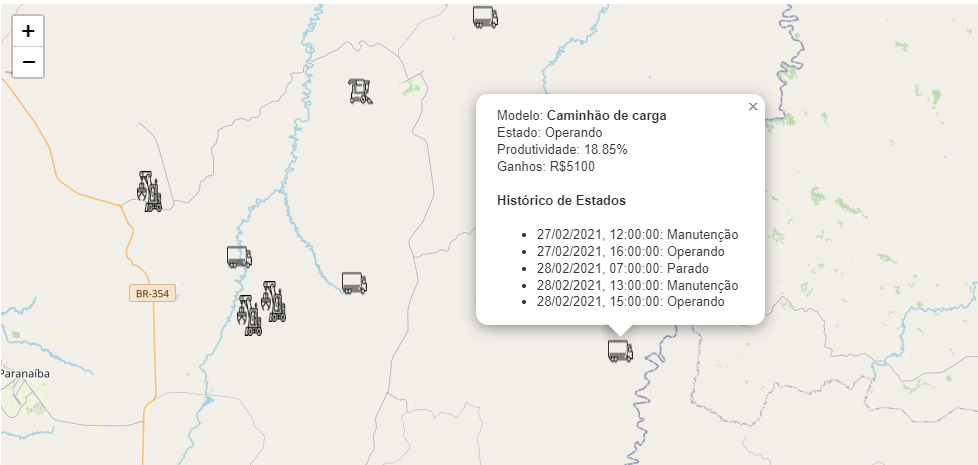 +
−
×
Modelo: Caminhão de carga
Estado: Operando
Produtividade: 18.85%
Ganhos: R$5100
Histórico de Estados
• 27/02/2021, 12:00:00: Manutenção
• 27/02/2021, 16:00:00: Operando
• 28/02/2021, 07:00:00: Parado
• 28/02/2021, 13:00:00: Manutenção
• 28/02/2021, 15:00:00: Operando
BR-354
Paranaíba